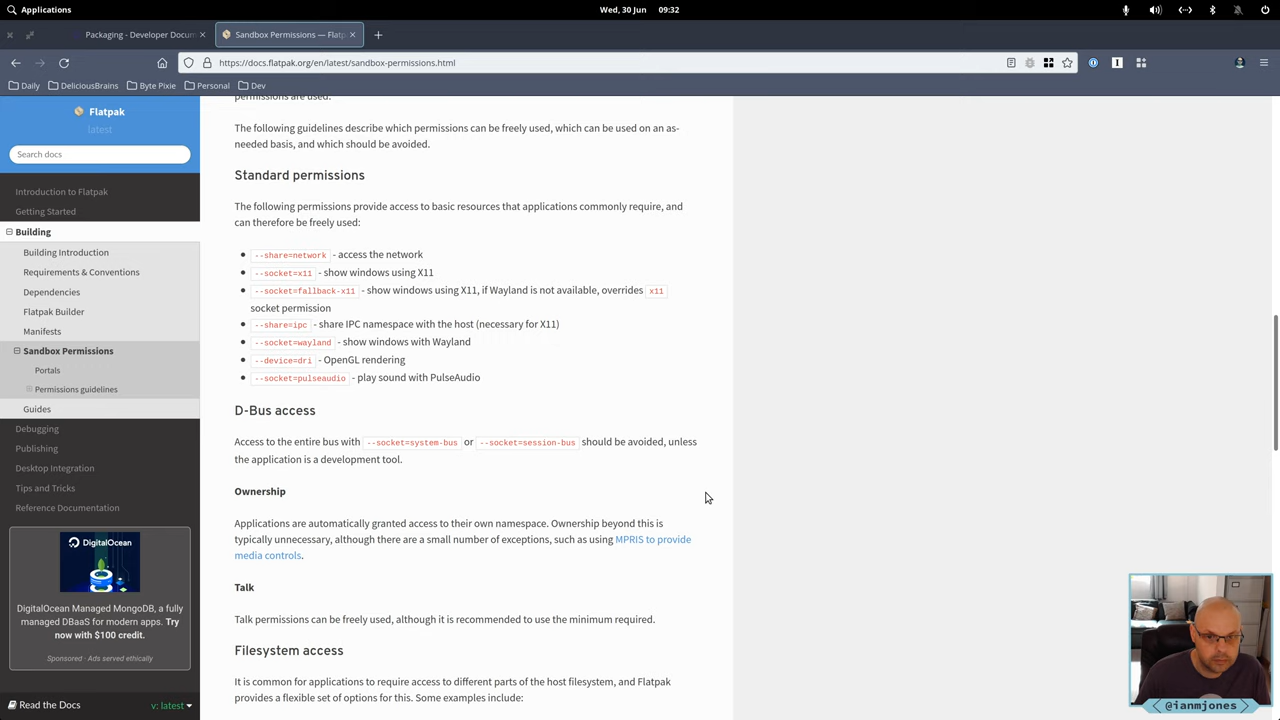 Applications
Wed, 30 Jun 09:32
Packaging - Developer Docum
Sandbox Permissions — Flatp
https://docs.flatpak.org/en/latest/sandbox-permissions.html
Daily
DeliciousBrains
Byte Pixie
Personal
Dev
Flatpak
latest
Search docs
Introduction to Flatpak
Getting Started
Building
Building Introduction
Requirements & Conventions
Dependencies
Flatpak Builder
Manifests
Sandbox Permissions
Portals
Permissions guidelines
Guides
Debugging
Publishing
Desktop Integration
Tips and Tricks
Reference Documentation
DigitalOcean
DigitalOcean Managed MongoDB, a fully
managed DBaaS for modern apps. Try
now with $100 credit.
Sponsored · Ads served ethically
Read the Docs
v: latest
permissions are used.
The following guidelines describe which permissions can be freely used, which can be used on an as-
needed basis, and which should be avoided.
Standard permissions
The following permissions provide access to basic resources that applications commonly require, and
can therefore be freely used:
--share=network - access the network
--socket=x11 - show windows using X11
--socket=fallback-x11 - show windows using X11, if Wayland is not available, overrides x11
socket permission
--share=ipc - share IPC namespace with the host (necessary for X11)
--socket=wayland - show windows with Wayland
--device=dri - OpenGL rendering
--socket=pulseaudio - play sound with PulseAudio
D-Bus access
Access to the entire bus with --socket=system-bus or --socket=session-bus should be avoided, unless
the application is a development tool.
Ownership
Applications are automatically granted access to their own namespace. Ownership beyond this is
typically unnecessary, although there are a small number of exceptions, such as using MPRIS to provide
media controls.
Talk
Talk permissions can be freely used, although it is recommended to use the minimum required.
Filesystem access
It is common for applications to require access to different parts of the host filesystem, and Flatpak
provides a flexible set of options for this. Some examples include:
@ianmjones